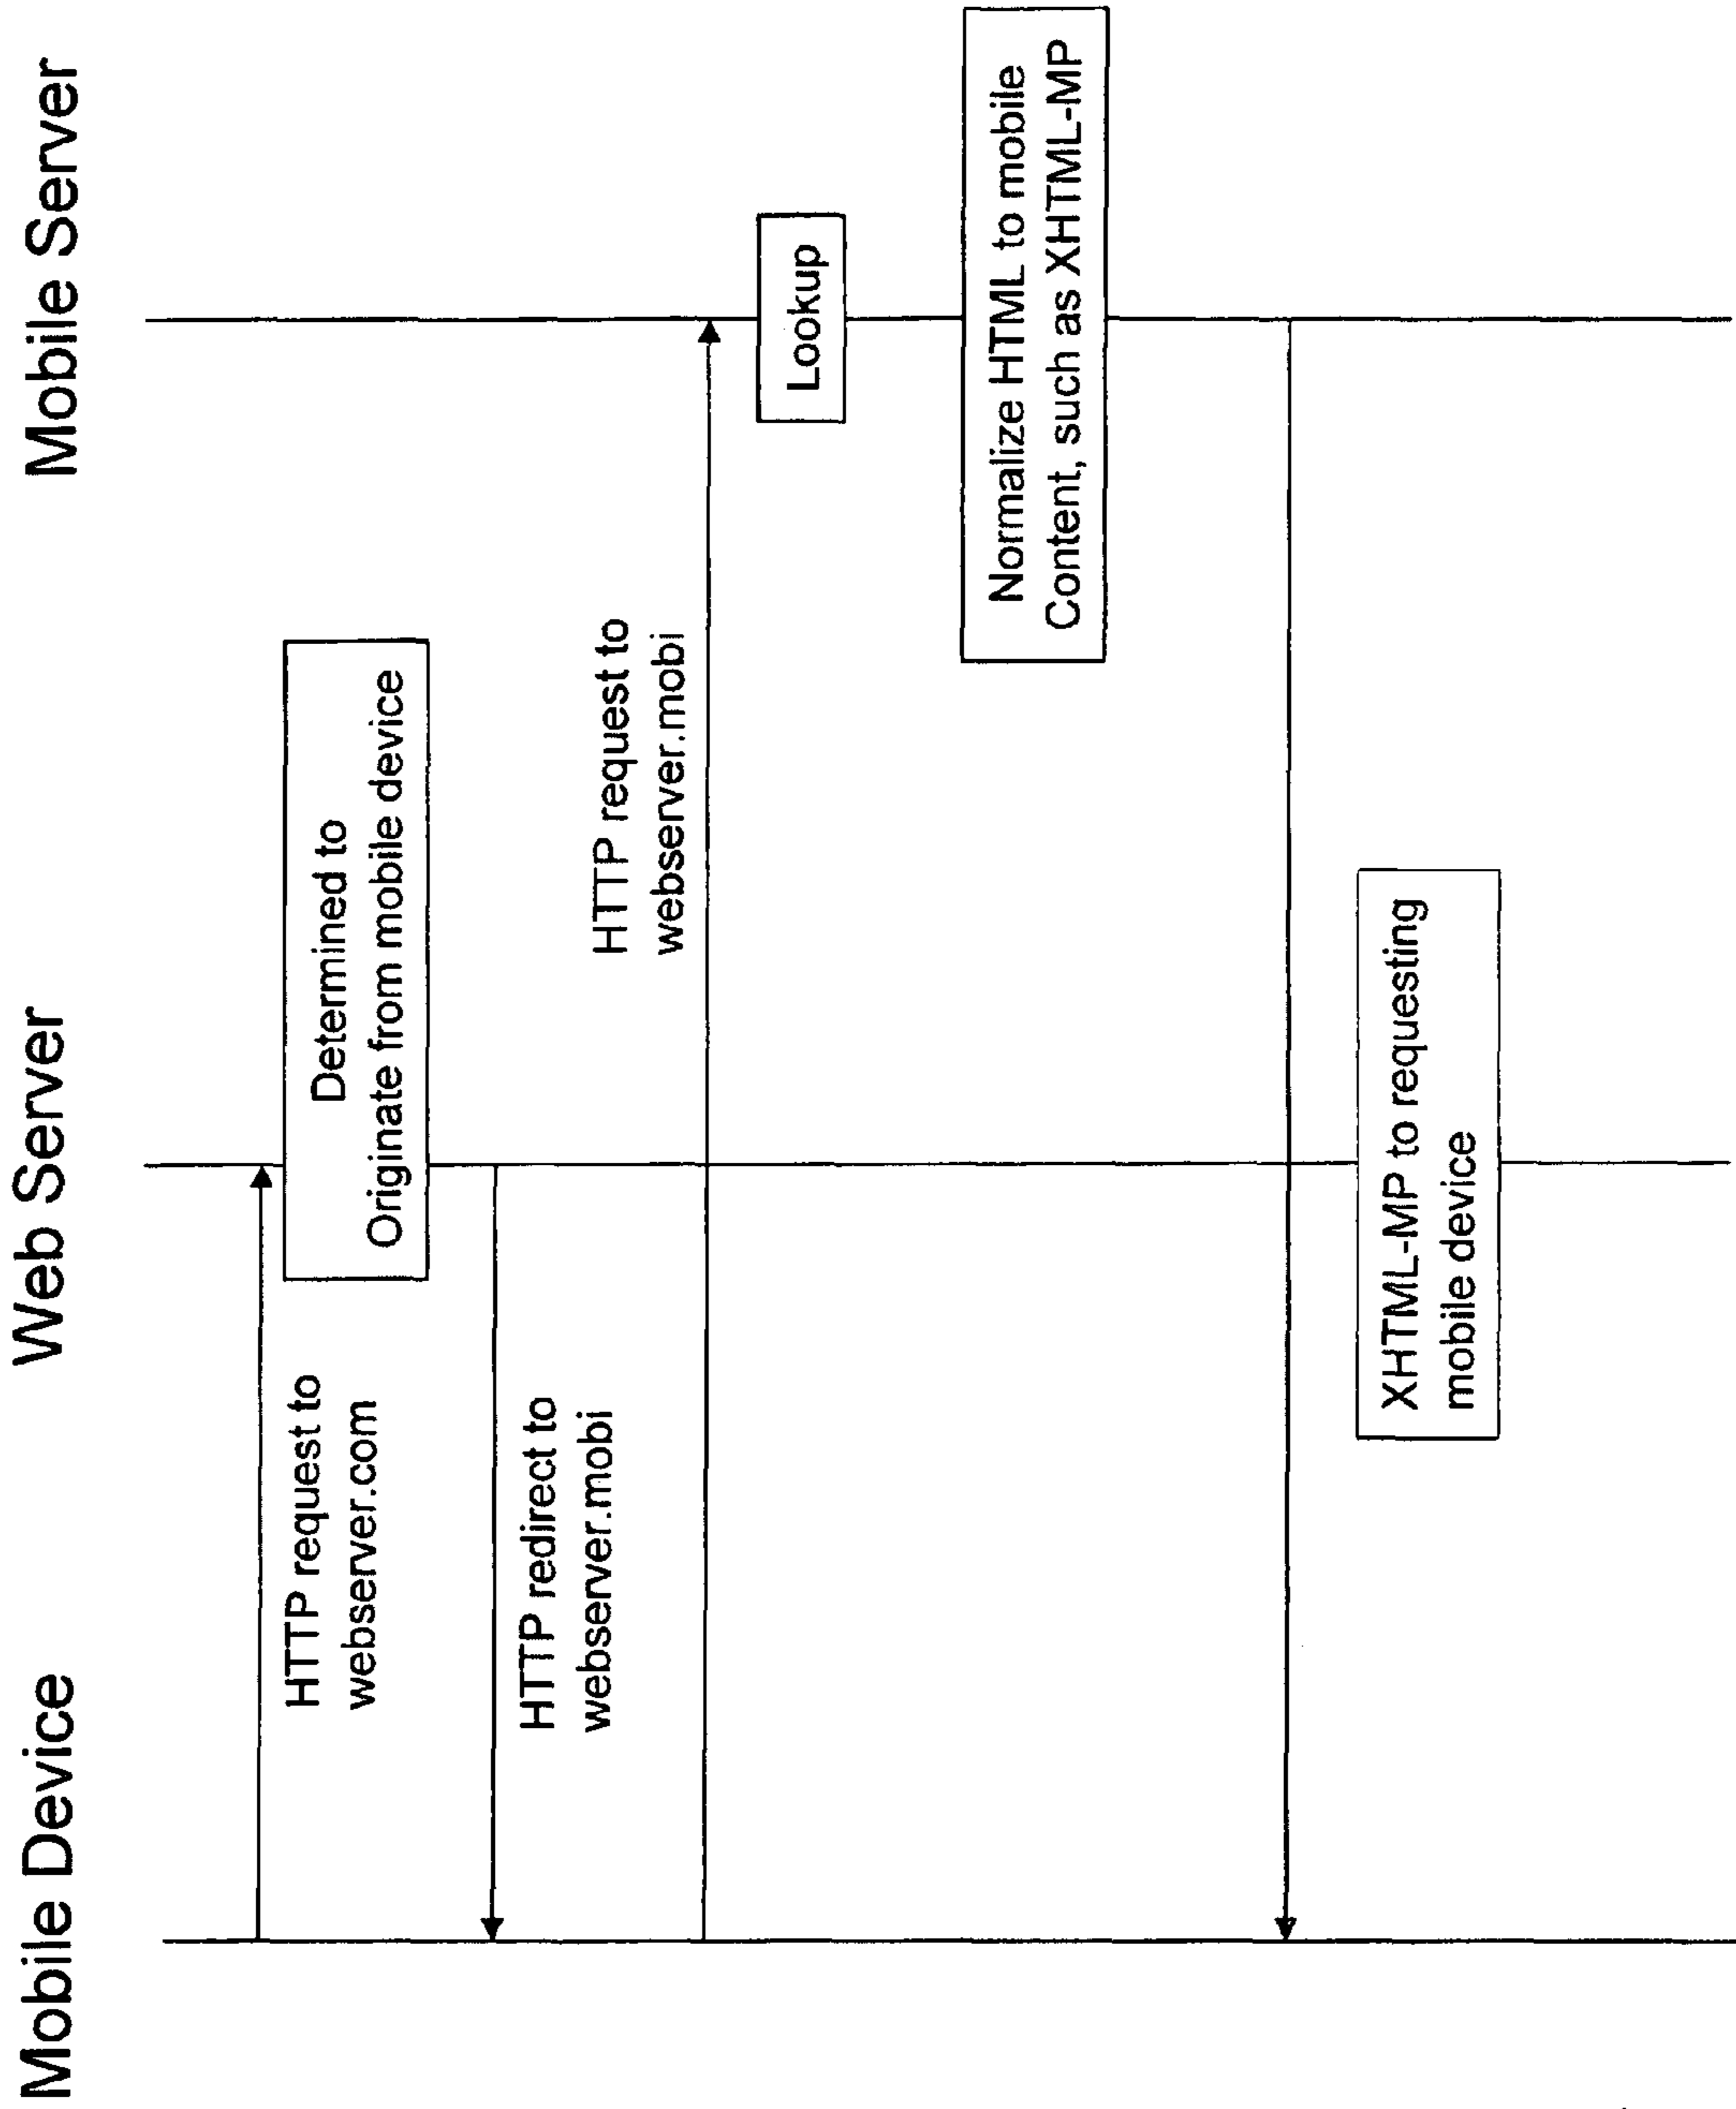 Mobile Device
Web Server
Mobile Server
HTTP request to
webserver.com
Determined to
Originate from mobile device
HTTP redirect to
webserver.mobi
HTTP request to
webserver.mobi
Lookup
Normalize HTML to mobile
Content, such as XHTML-MP
XHTML-MP to requesting
mobile device